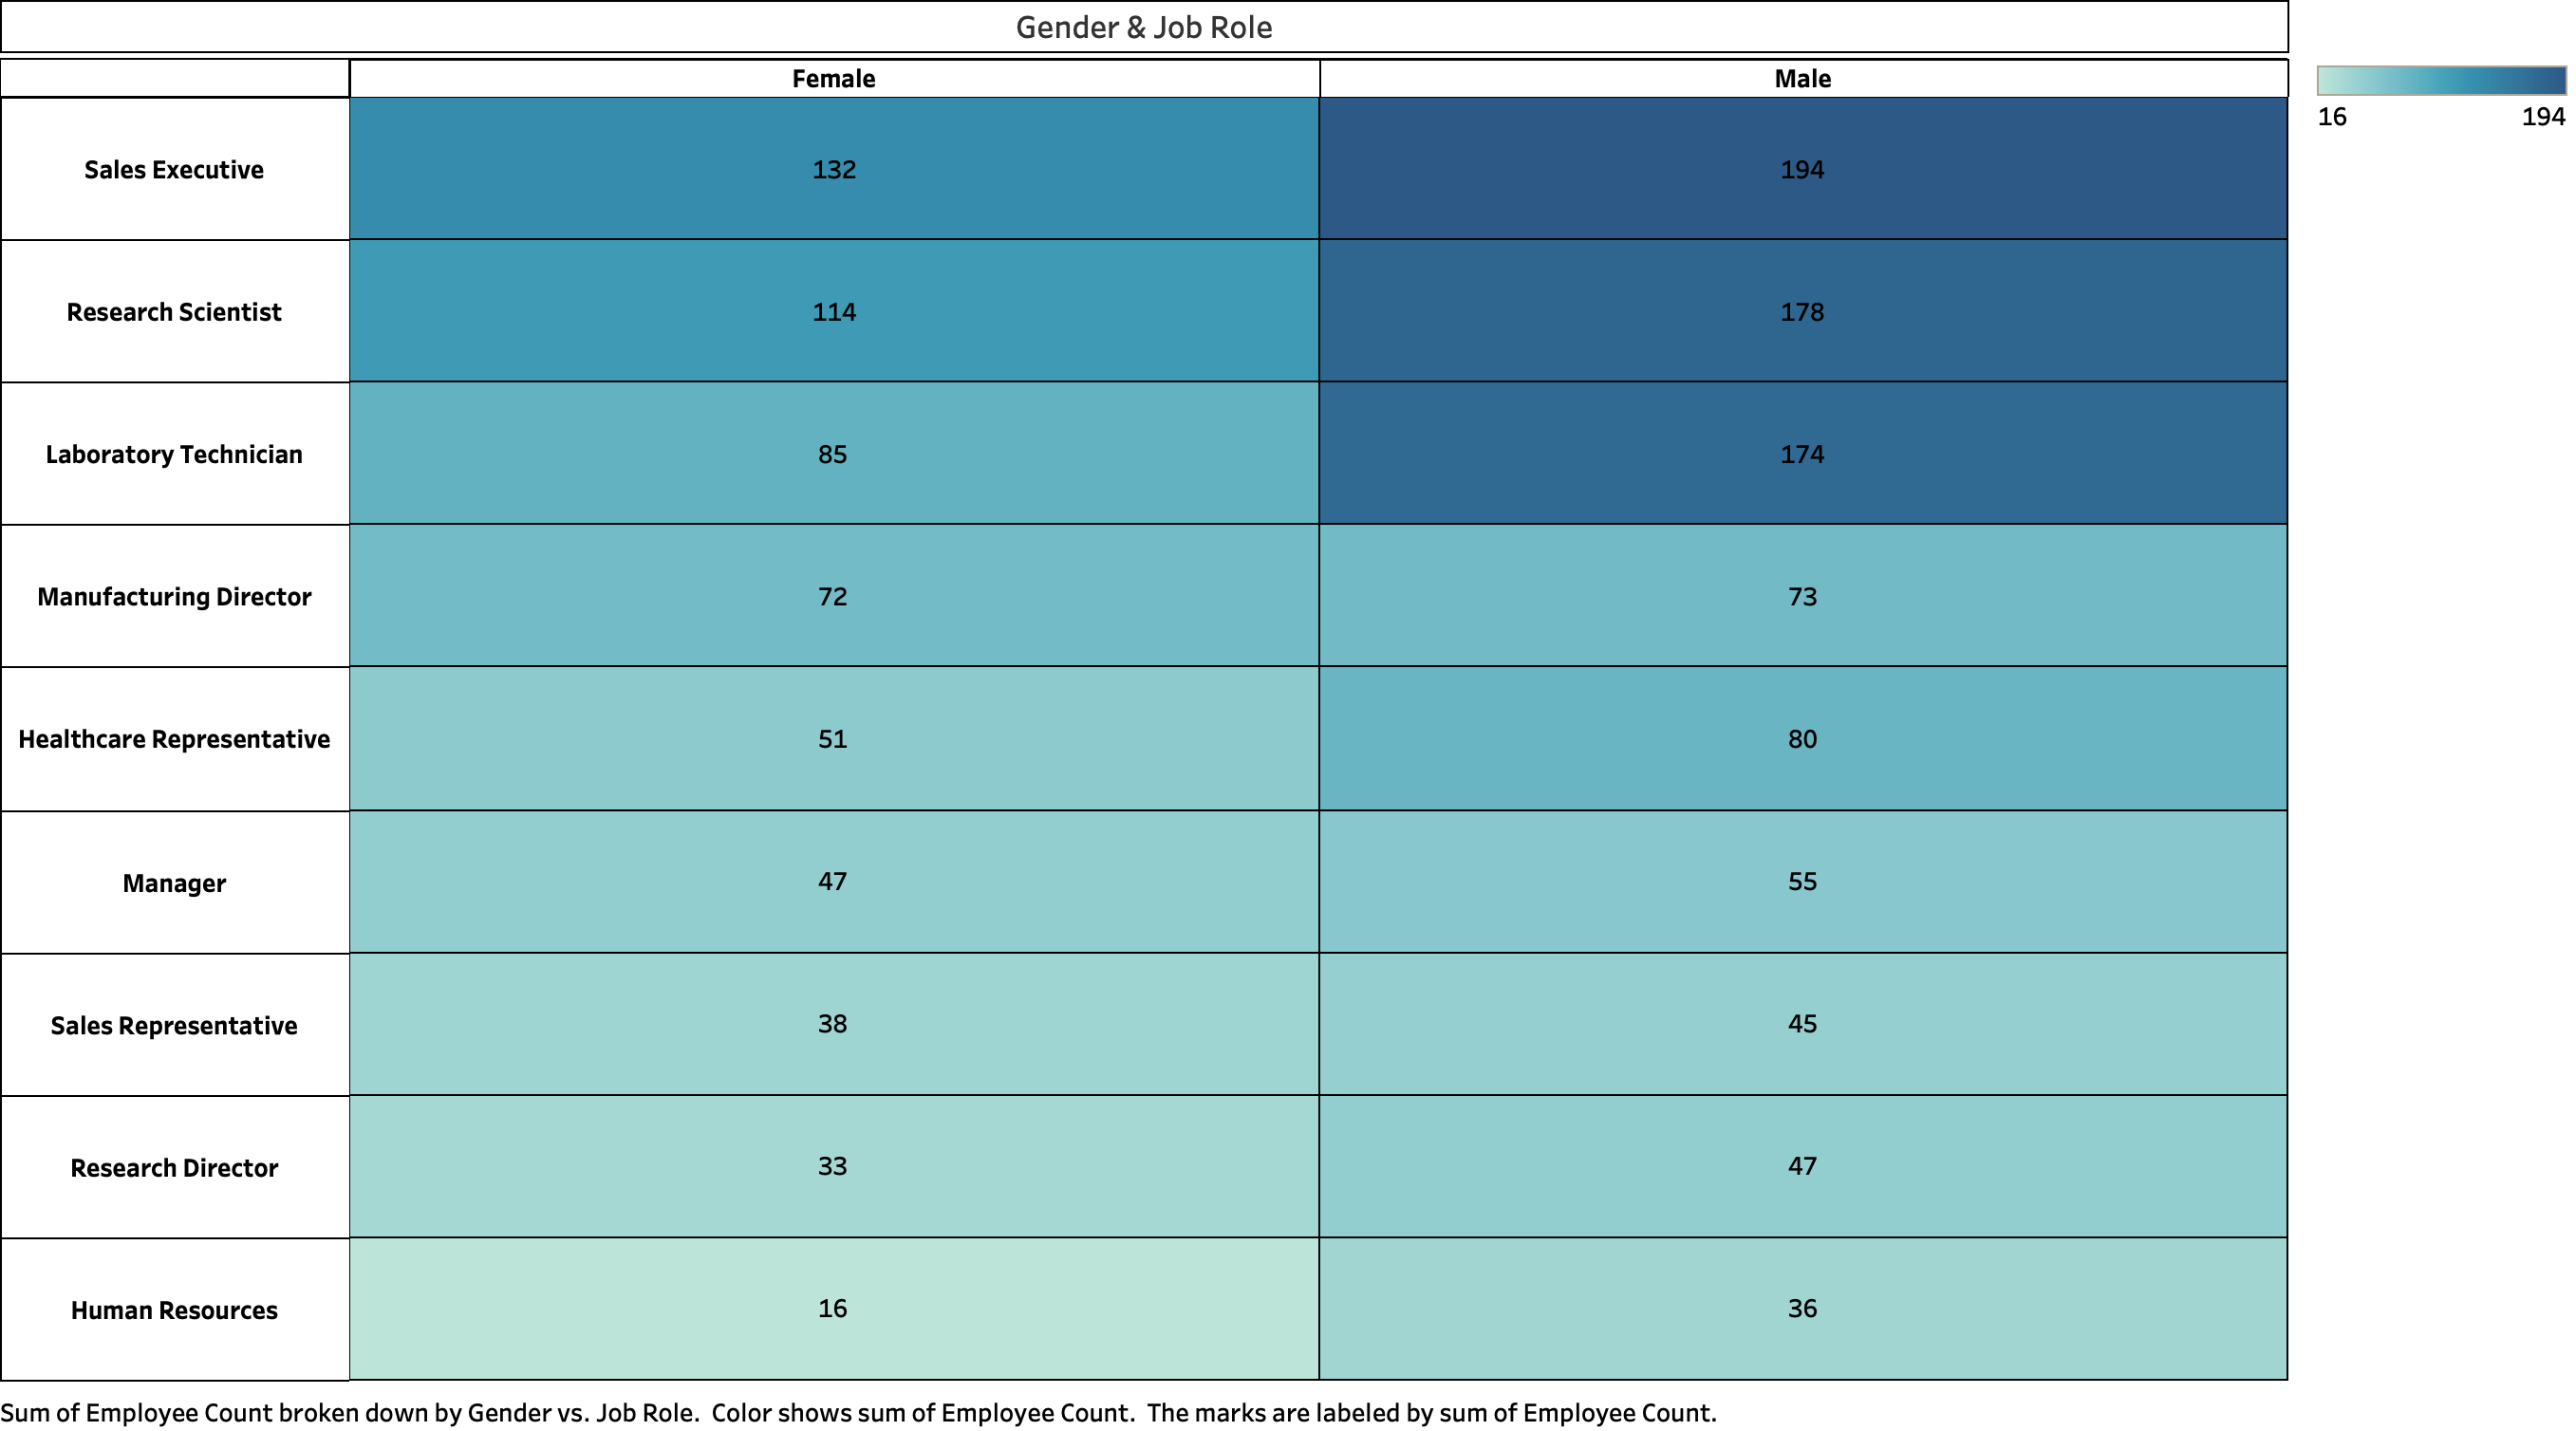 Gender & Job Role
Female Male
16 194
Sales Executive 132 194
Research Scientist 114 178
Laboratory Technician 85 174
Manufacturing Director 72 73
Healthcare Representative 51 80
Manager 47 55
Sales Representative 38 45
Research Director 33 47
Human Resources 16 36
Sum of Employee Count broken down by Gender vs. Job Role.  Color shows sum of Employee Count.  The marks are labeled by sum of Employee Count.